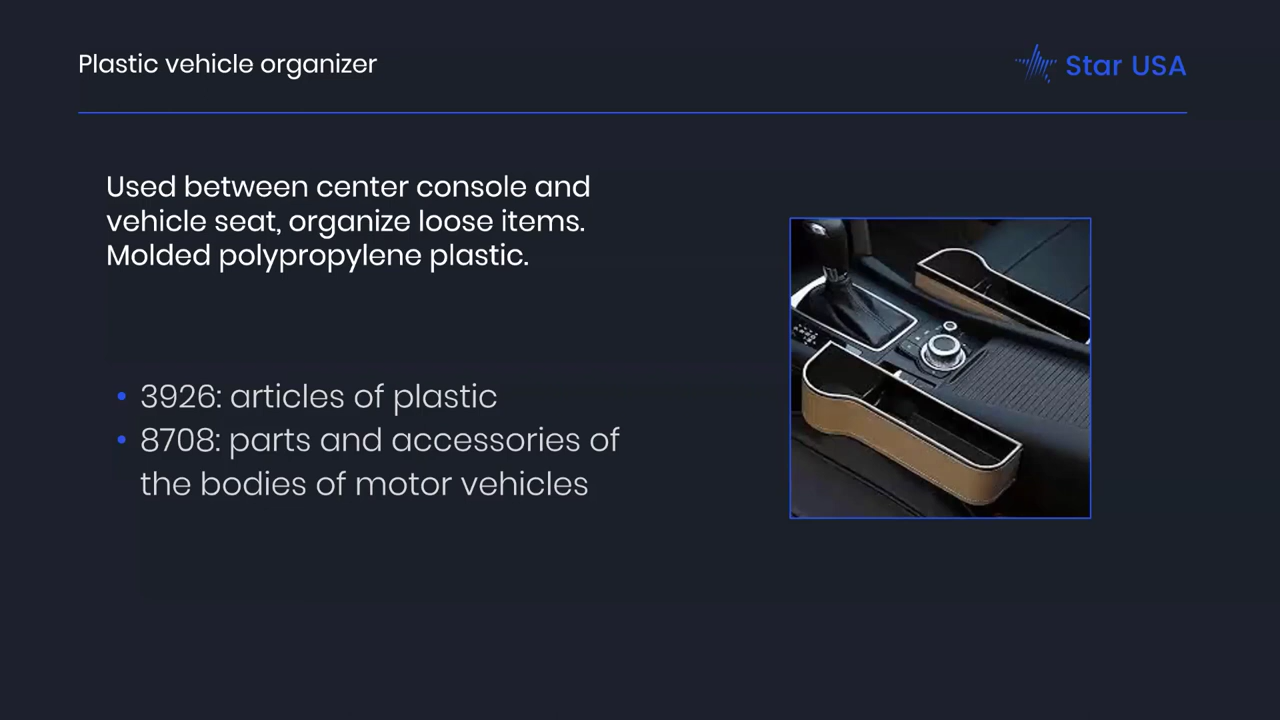 Plastic vehicle organizer
Star USA
Used between center console and
vehicle seat, organize loose items.
Molded polypropylene plastic.
• 3926: articles of plastic
• 8708: parts and accessories of
the bodies of motor vehicles